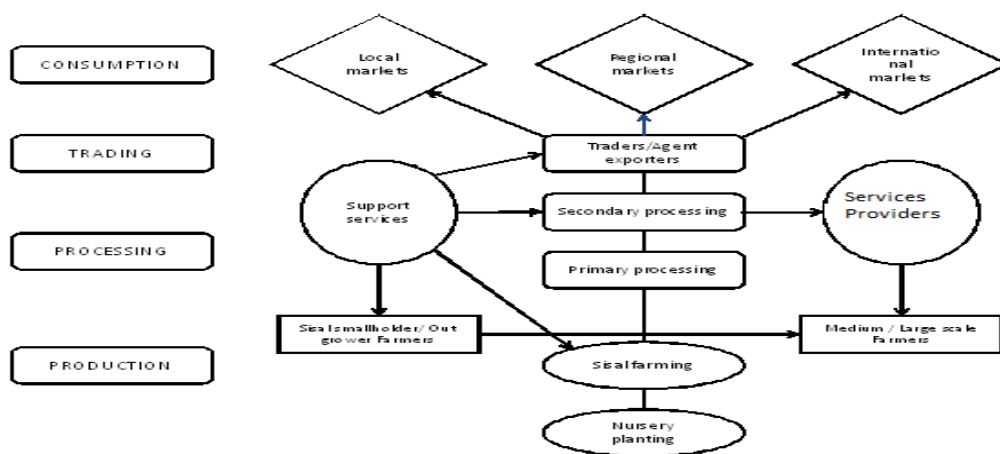 CONSUMPTION
Local
markets
Regional
markets
Internatio
nal
markets
TRADING
Traders/Agent
exporters
Support
services
Secondary processing
Services
Providers
PROCESSING
Primary processing
Sisal smallholder/ Out
grower Farmers
Medium / Large scale
Farmers
PRODUCTION
Sisal farming
Nursery
planting